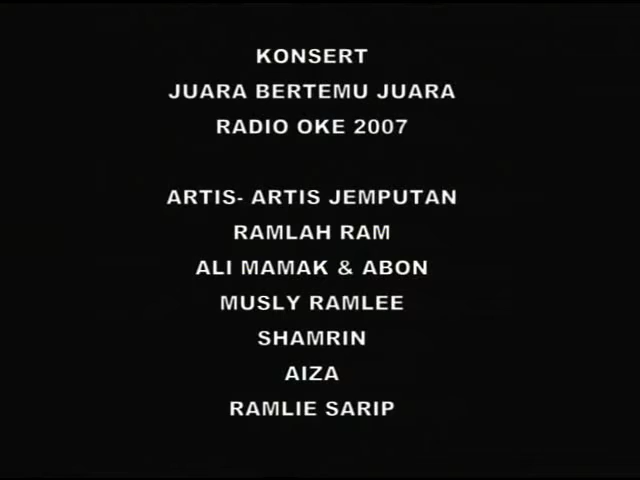 KONSERT
JUARA BERTEMU JUARA
RADIO OKE 2007
ARTIS- ARTIS JEMPUTAN
RAMLAH RAM
ALI MAMAK & ABON
MUSLY RAMLEE
SHAMRIN
AIZA
RAMLIE SARIP